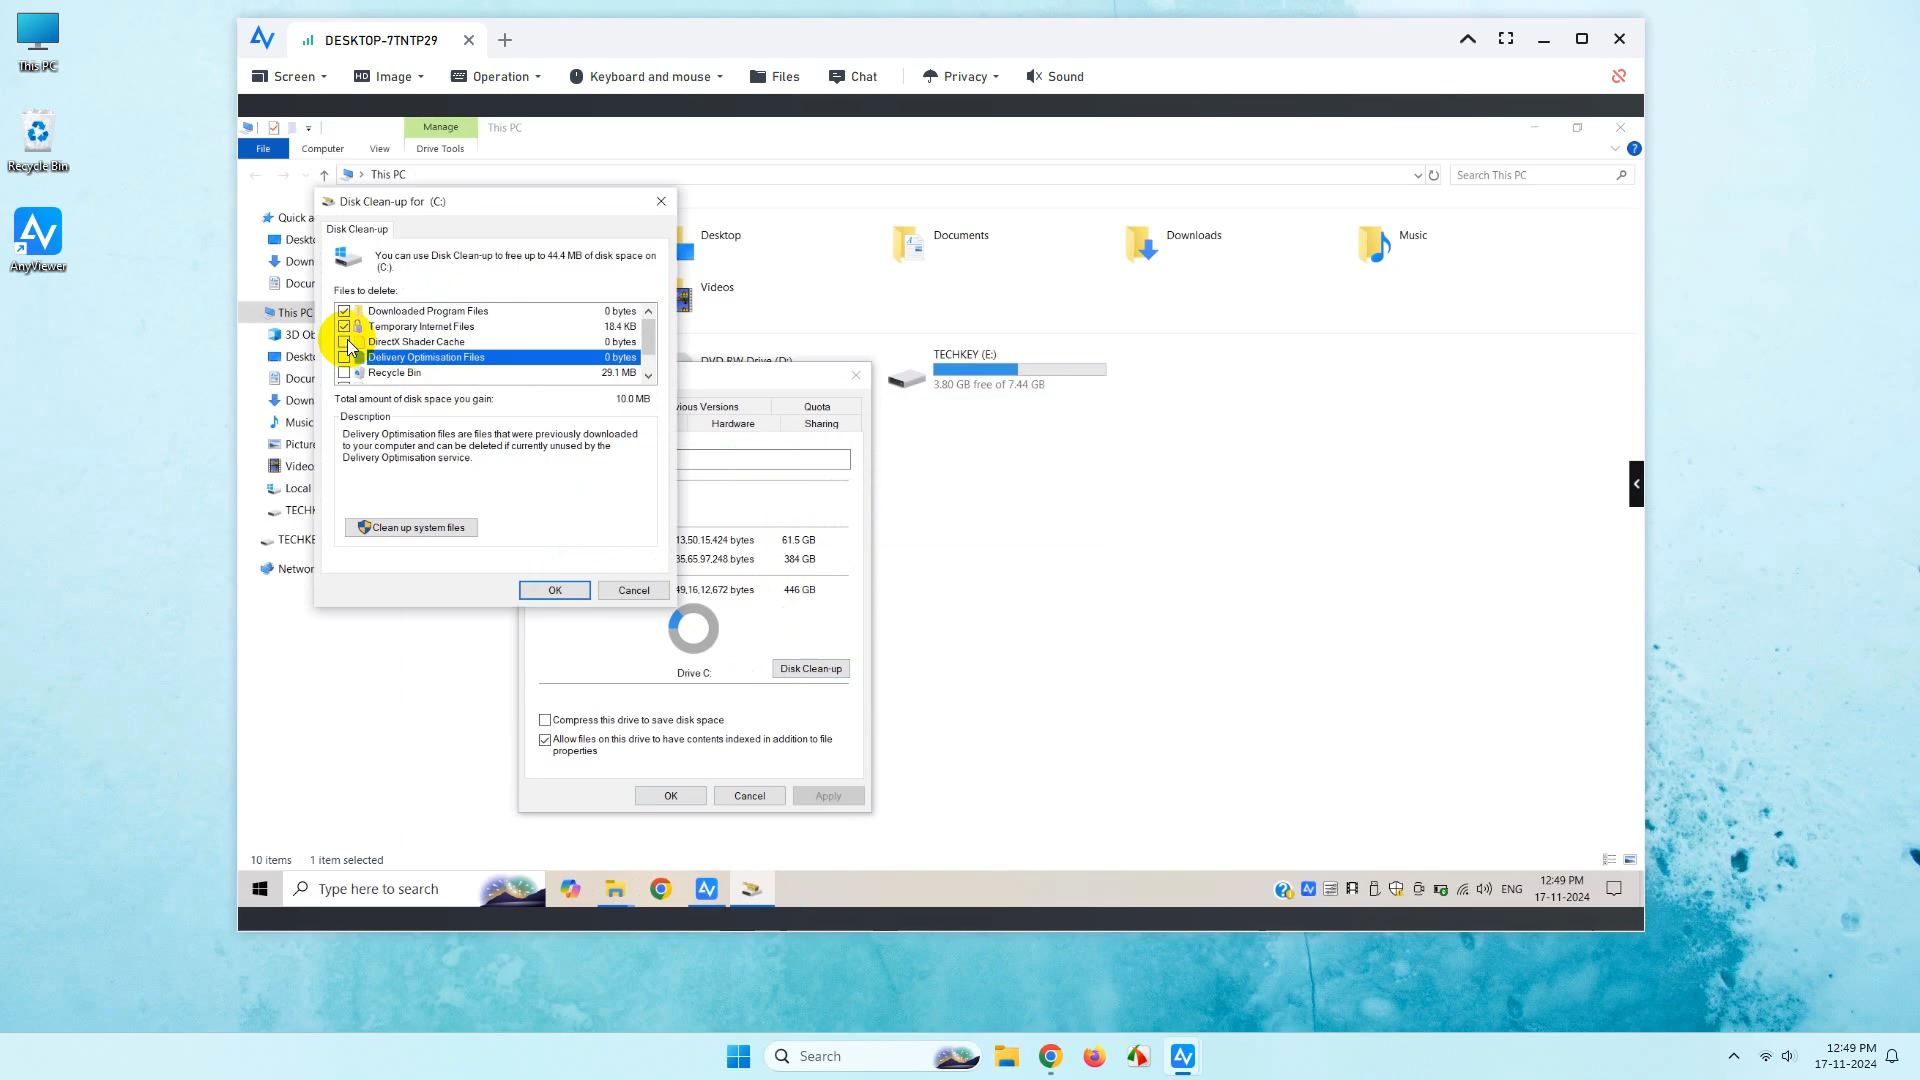 This PC
Recycle Bin
AnyViewer
DESKTOP-7TNTP29
Screen
HD
Image
Operation
Keyboard and mouse
Files
Chat
Privacy
Sound
Manage
This PC
File
Computer
View
Drive Tools
This PC
Search This PC
Disk Clean-up for (C:)
Disk Clean-up
You can use Disk Clean-up to free up to 44.4 MB of disk space on
(C:).
Files to delete:
Downloaded Program Files 0 bytes
Temporary Internet Files 18.4 KB
DirectX Shader Cache 0 bytes
Delivery Optimisation Files 0 bytes
Recycle Bin 29.1 MB
Total amount of disk space you gain: 10.0 MB
Description
Delivery Optimisation files are files that were previously downloaded
to your computer and can be deleted if currently unused by the
Delivery Optimisation service.
Clean up system files
OK
Cancel
Quick a
Deskt
Down
Docur
This PC
3D Ob
Deskt
Docur
Down
Music
Picture
Video
Local
TECHK
TECHKE
Networ
Desktop
Documents
Downloads
Music
Videos
DVD RW Drive (D:)
TECHKEY (E:)
3.80 GB free of 7.44 GB
vious Versions
Quota
Hardware
Sharing
13,50,15,424 bytes 61.5 GB
35,65,97,248 bytes 384 GB
49,16,12,672 bytes 446 GB
Drive C:
Disk Clean-up
Compress this drive to save disk space
Allow files on this drive to have contents indexed in addition to file
properties
OK
Cancel
Apply
10 items
1 item selected
Type here to search
ENG
12:49 PM
17-11-2024
Search
12:49 PM
17-11-2024